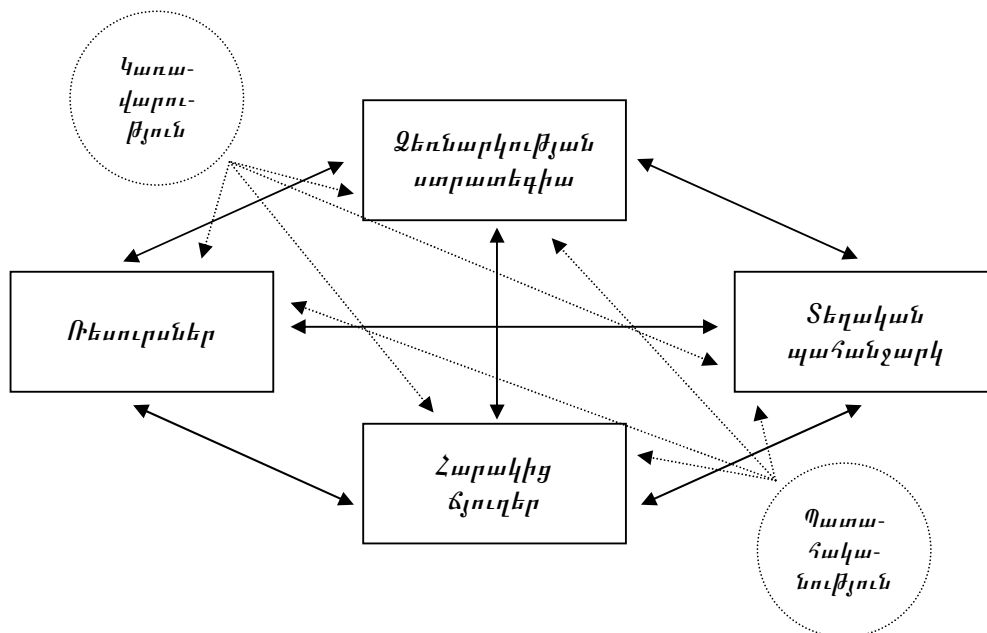 Կառա-
վարու-
թյուն
Ձեռնարկության
ստրատեգիա
Ռեսուրսներ
Տեղական
պահանջարկ
Հարակից
ճյուղեր
Պատա-
հակա-
նություն